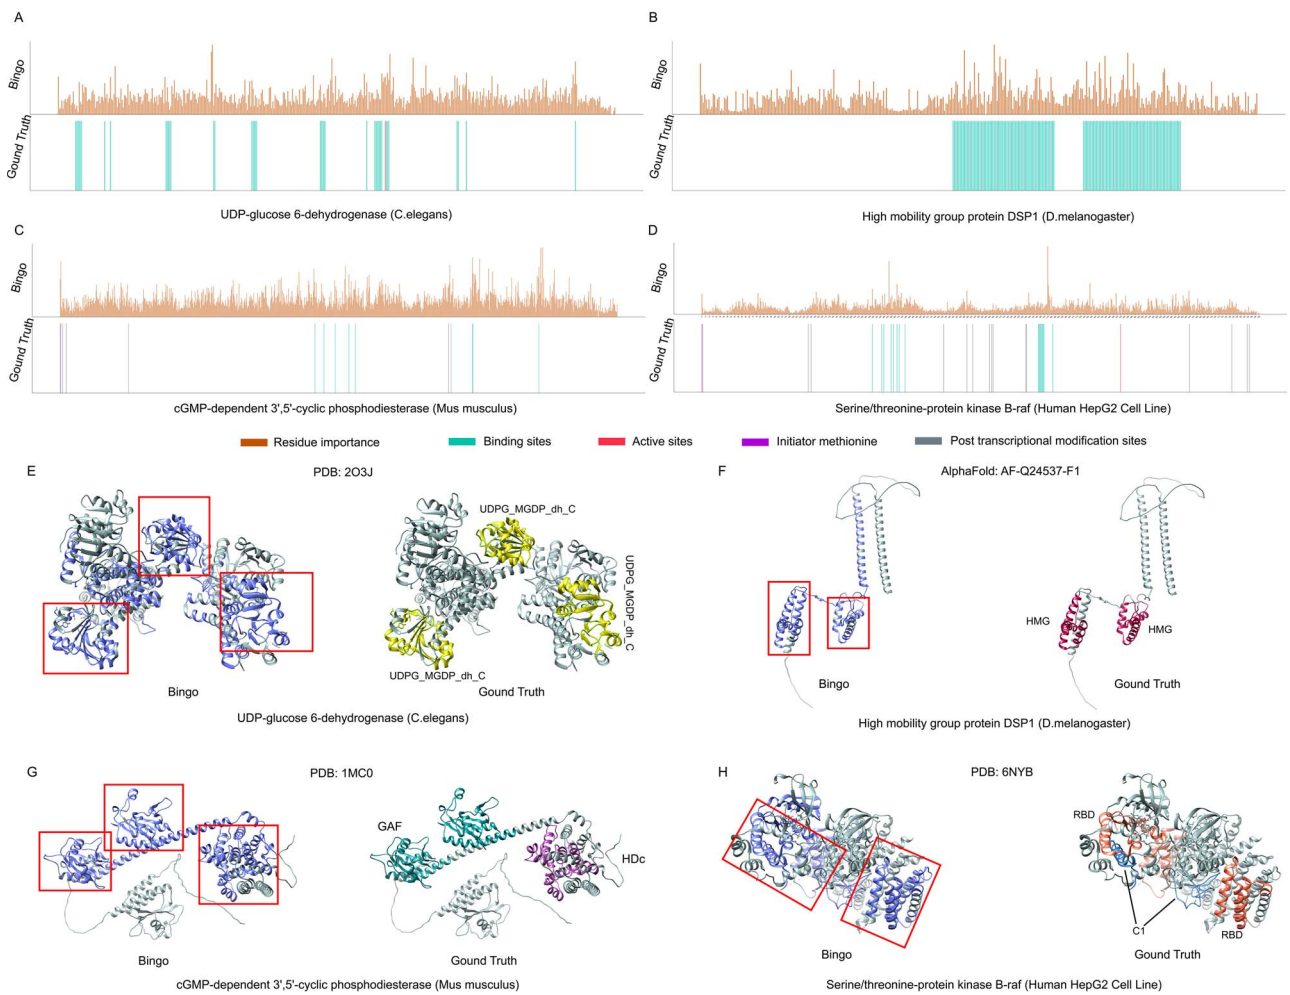 A
B
Bingo
Bingo
Gound Truth
Gound Truth
UDP-glucose 6-dehydrogenase (C.elegans)
High mobility group protein DSP1 (D.melanogaster)
C
D
Bingo
Bingo
Gound Truth
Gound Truth
cGMP-dependent 3',5'-cyclic phosphodiesterase (Mus musculus)
Serine/threonine-protein kinase B-raf (Human HepG2 Cell Line)
Residue importance
Binding sites
Active sites
Initiator methionine
Post transcriptional modification sites
E
PDB: 2O3J
UDPG_MGDP_dh_C
UDPG_MGDP_dh_C
UDPG_MGDP_dh_C
Bingo
Gound Truth
UDP-glucose 6-dehydrogenase (C.elegans)
F
AlphaFold: AF-Q24537-F1
HMG
HMG
Bingo
Gound Truth
High mobility group protein DSP1 (D.melanogaster)
G
PDB: 1MC0
GAF
HDc
Bingo
Gound Truth
cGMP-dependent 3',5'-cyclic phosphodiesterase (Mus musculus)
H
PDB: 6NYB
RBD
C1
RBD
Bingo
Gound Truth
Serine/threonine-protein kinase B-raf (Human HepG2 Cell Line)